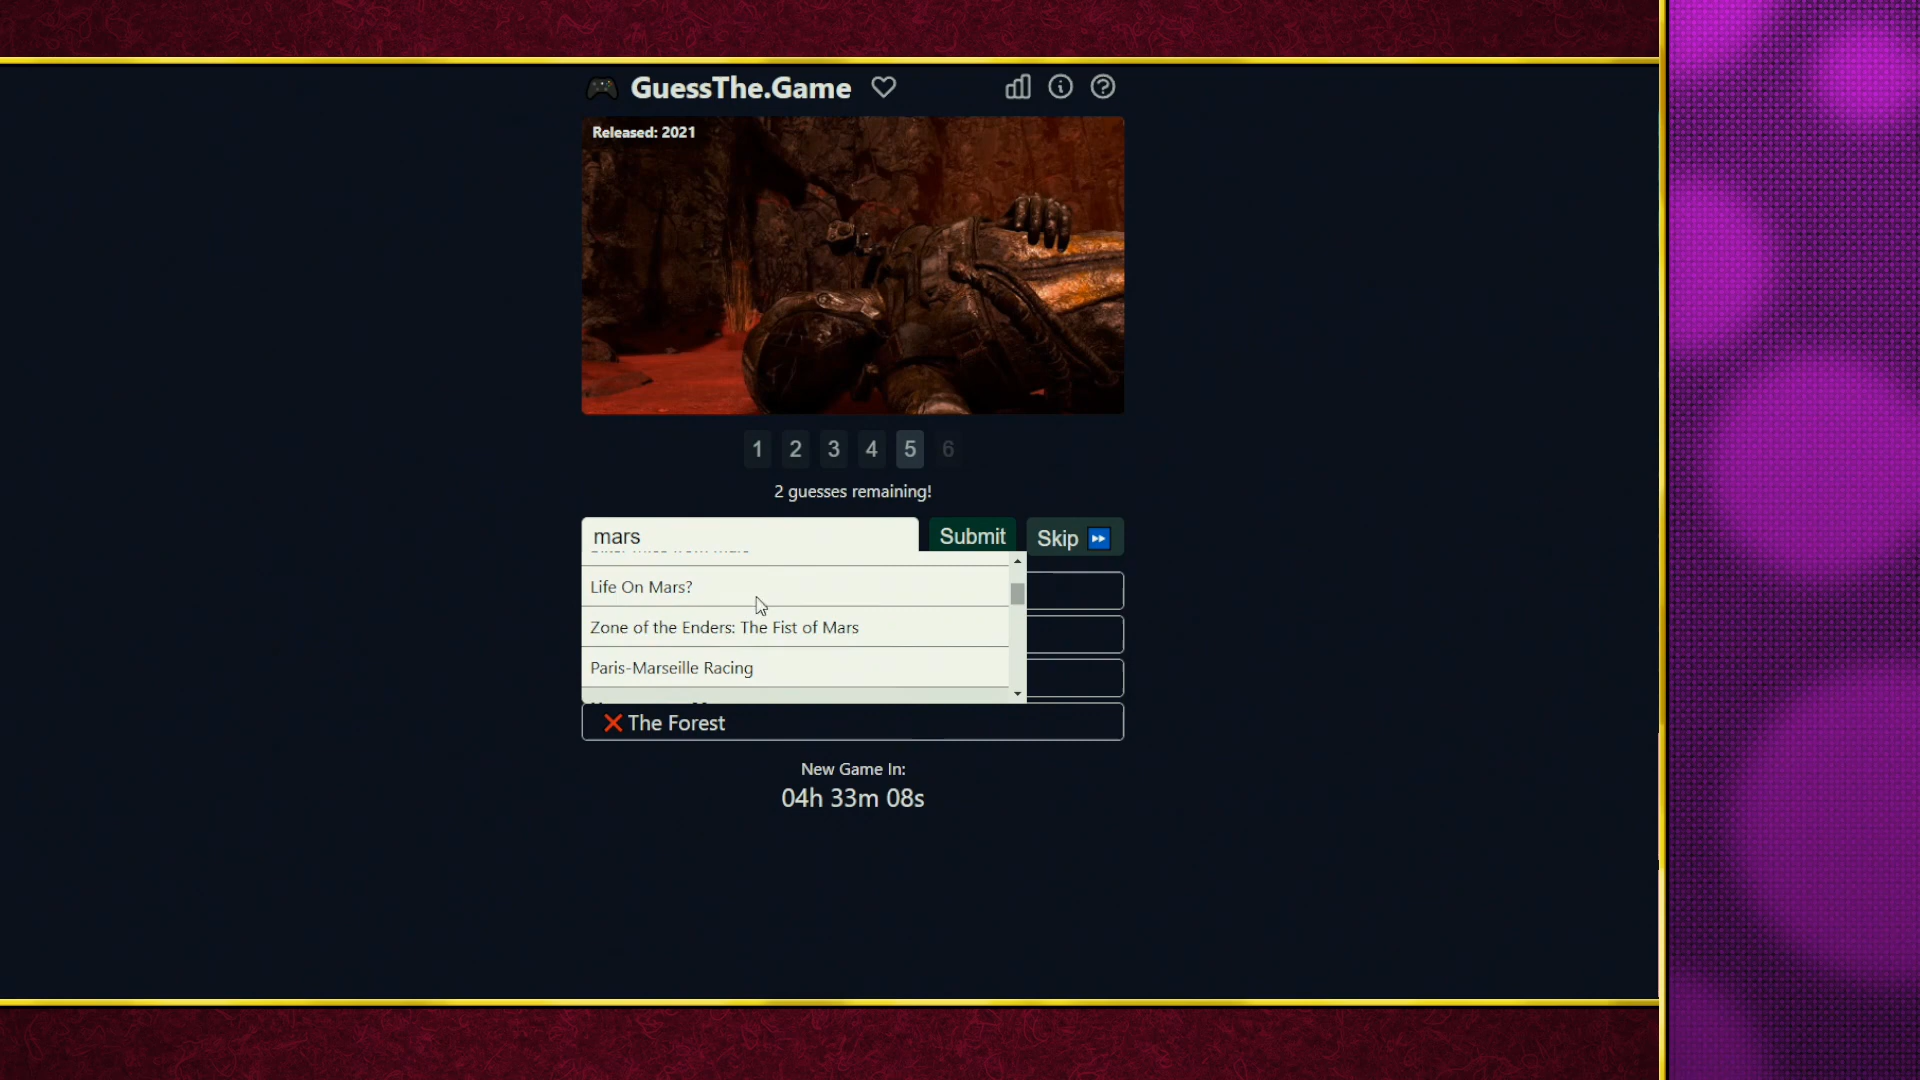 GuessThe.Game
Released: 2021
1 2 3 4 5 6
2 guesses remaining!
mars
Submit
Skip
Life On Mars?
Zone of the Enders: The Fist of Mars
Paris-Marseille Racing
The Forest
New Game In:
04h 33m 08s